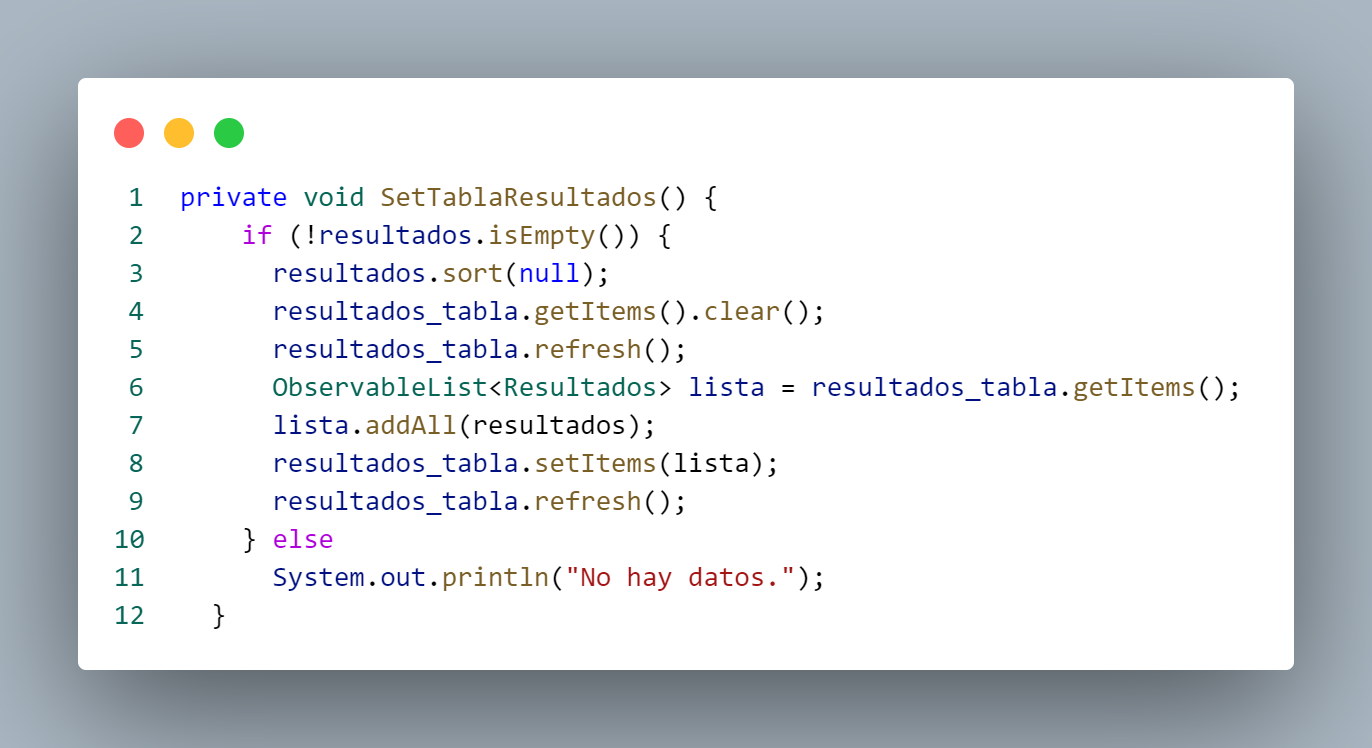 1 private void SetTablaResultados() {
2     if (!resultados.isEmpty()) {
3       resultados.sort(null);
4       resultados_tabla.getItems().clear();
5       resultados_tabla.refresh();
6       ObservableList<Resultados> lista = resultados_tabla.getItems();
7       lista.addAll(resultados);
8       resultados_tabla.setItems(lista);
9       resultados_tabla.refresh();
10     } else
11       System.out.println("No hay datos.");
12   }